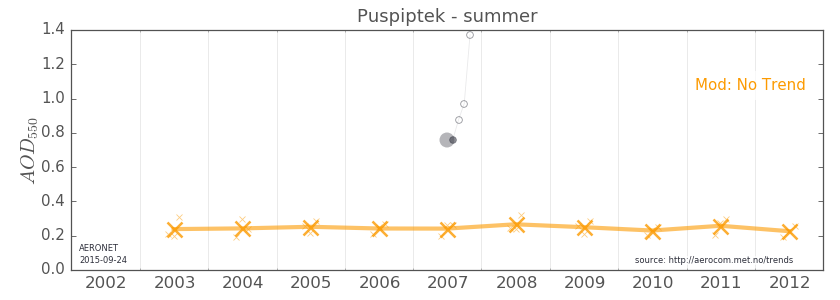 Puspiptek - summer
1.4
1.2
1.0
0.8
0.6
0.4
0.2
0.0
AOD550
Mod: No Trend
AERONET
2015-09-24
source: http://aerocom.met.no/trends
2002 2003 2004 2005 2006 2007 2008 2009 2010 2011 2012